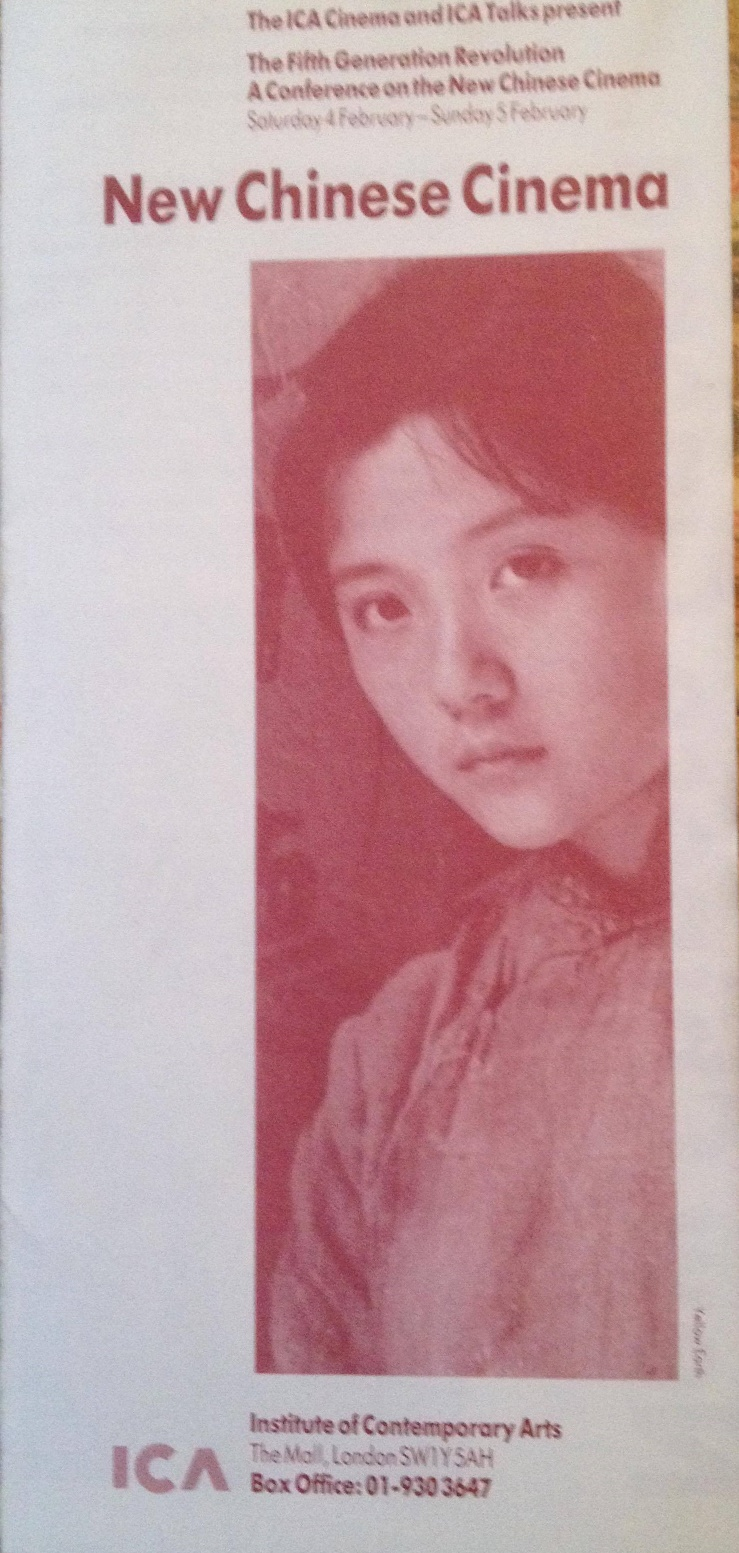 The ICA Cinema and ICA Talks present
The Fifth Generation Revolution
A Conference on the New Chinese Cinema
Saturday 4 February – Sunday 5 February
New Chinese Cinema
Yellow Earth
Institute of Contemporary Arts
The Mall, London SW1Y 5AH
Box Office: 01-930 3647
ICA